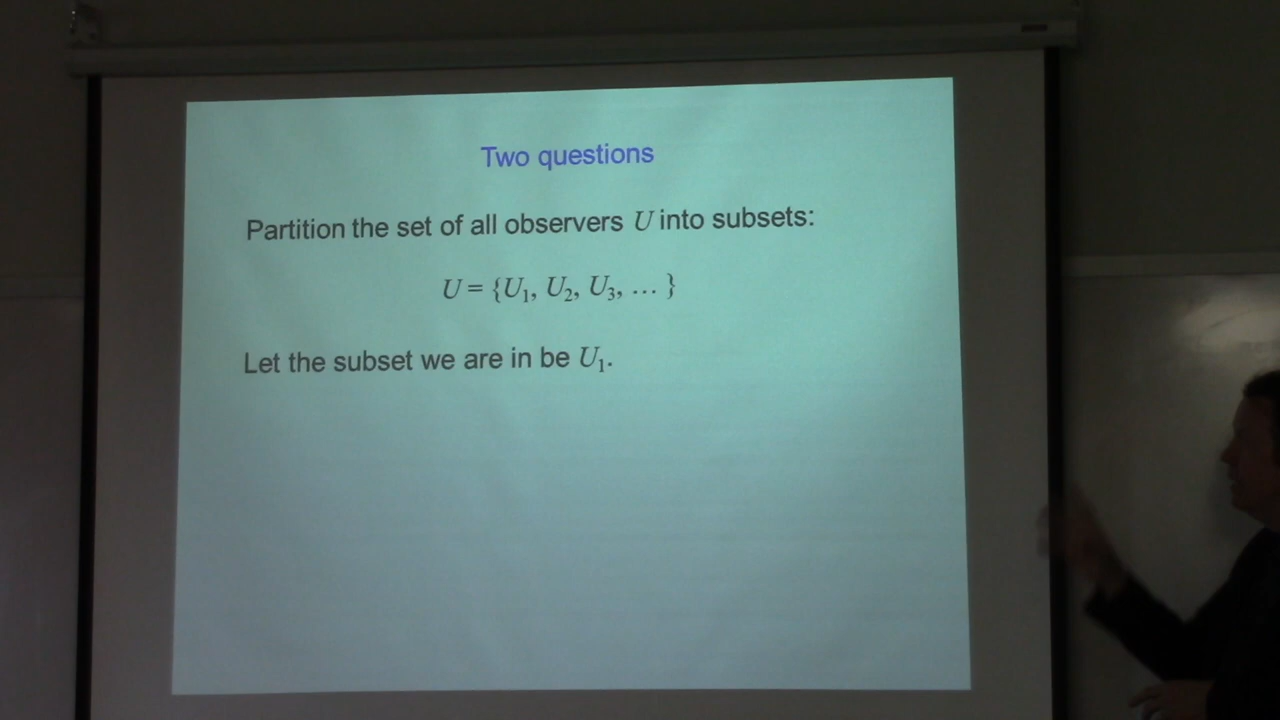 Two questions
Partition the set of all observers U into subsets:
U = {U₁, U₂, U₃, … }
Let the subset we are in be U₁.